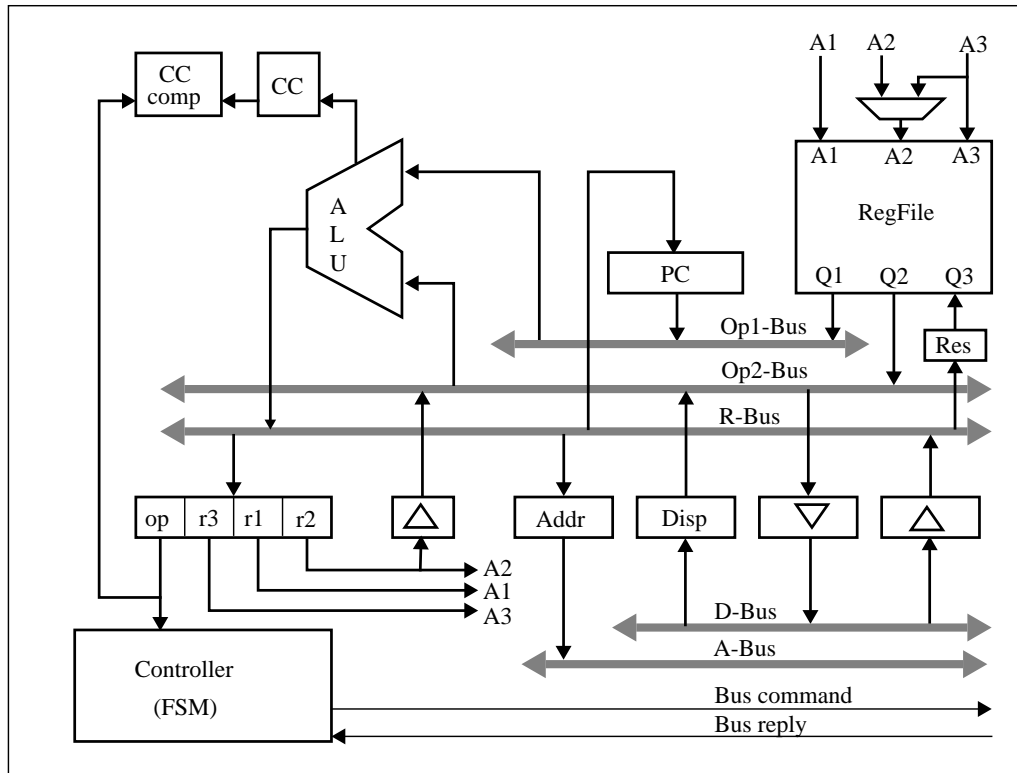 A1 A2 A3
CC
comp
CC
A1 A2 A3
RegFile
A
L
U
PC
Q1 Q2 Q3
Op1-Bus
Res
Op2-Bus
R-Bus
op r3 r1 r2
Addr
Disp
A2
A1
A3
D-Bus
A-Bus
Controller
(FSM)
Bus command
Bus reply